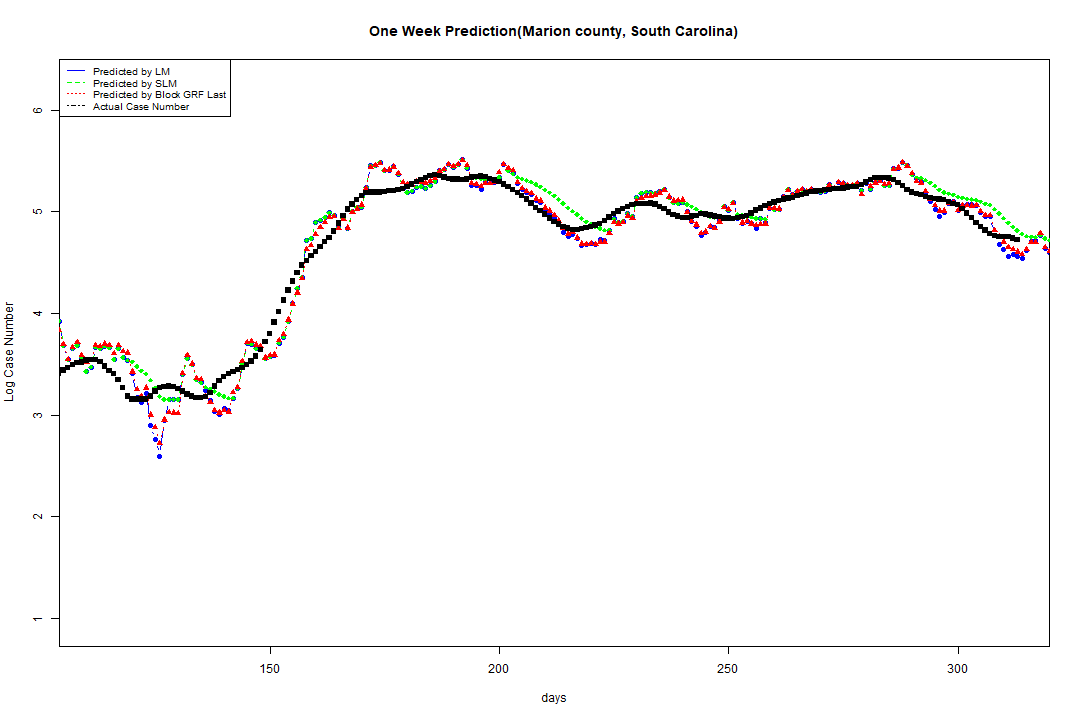 One Week Prediction(Marion county, South Carolina)
Predicted by LM
Predicted by SLM
Predicted by Block GRF Last
Actual Case Number
6
5
4
3
2
1
Log Case Number
150 200 250 300
days